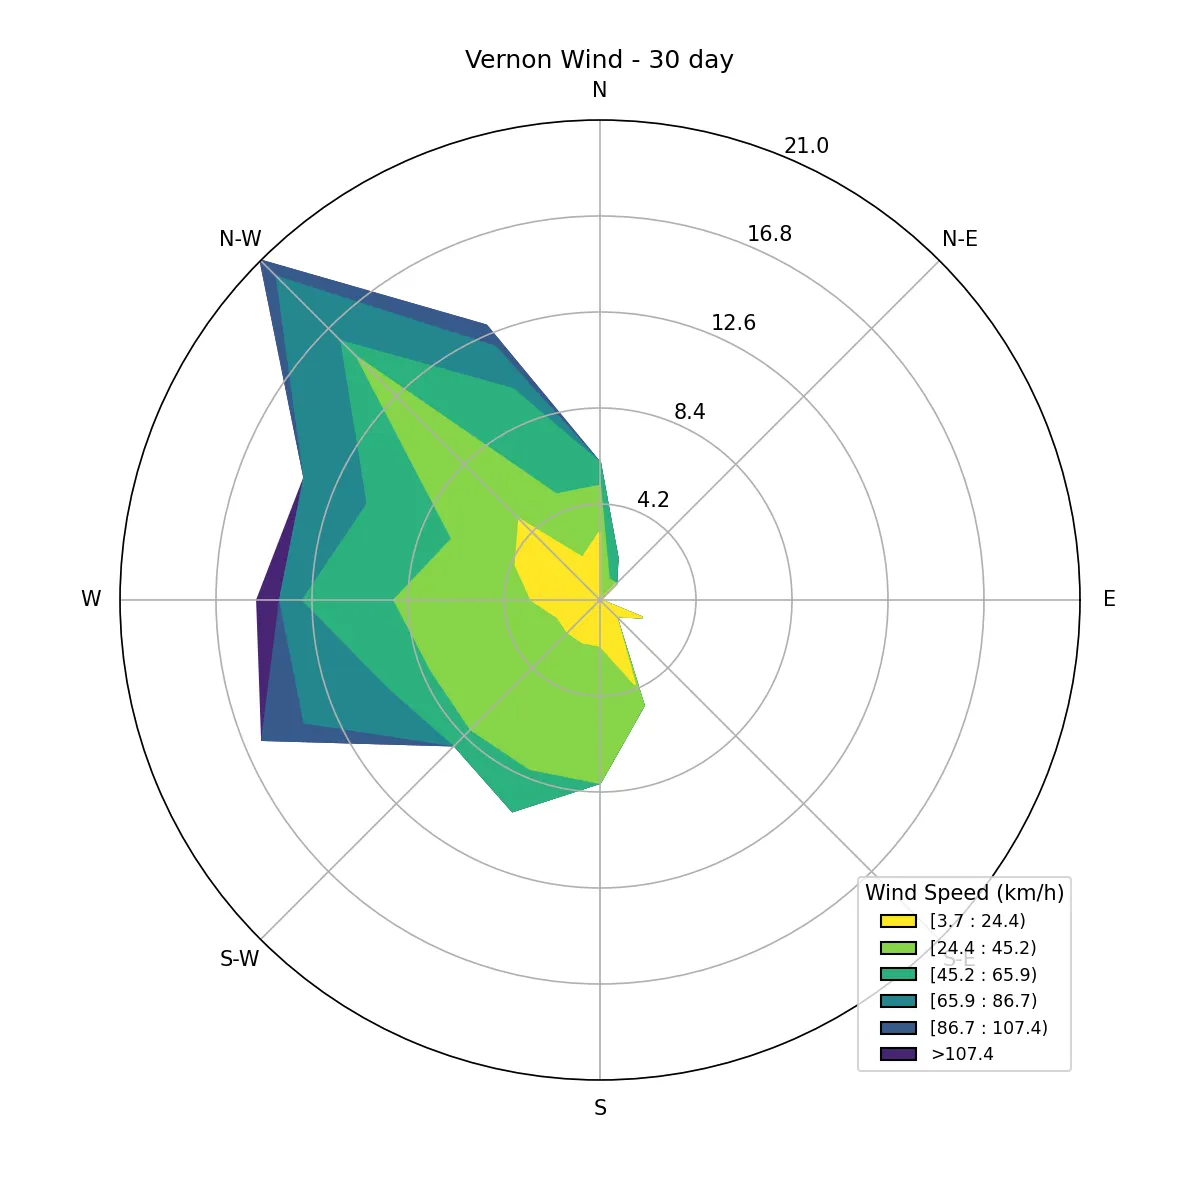 Vernon Wind - 30 day
N
21.0
16.8
N-W
N-E
12.6
8.4
4.2
W
E
Wind Speed (km/h)
[3.7 : 24.4)
[24.4 : 45.2)
S-W
S-E
[45.2 : 65.9)
[65.9 : 86.7)
[86.7 : 107.4)
>107.4
S